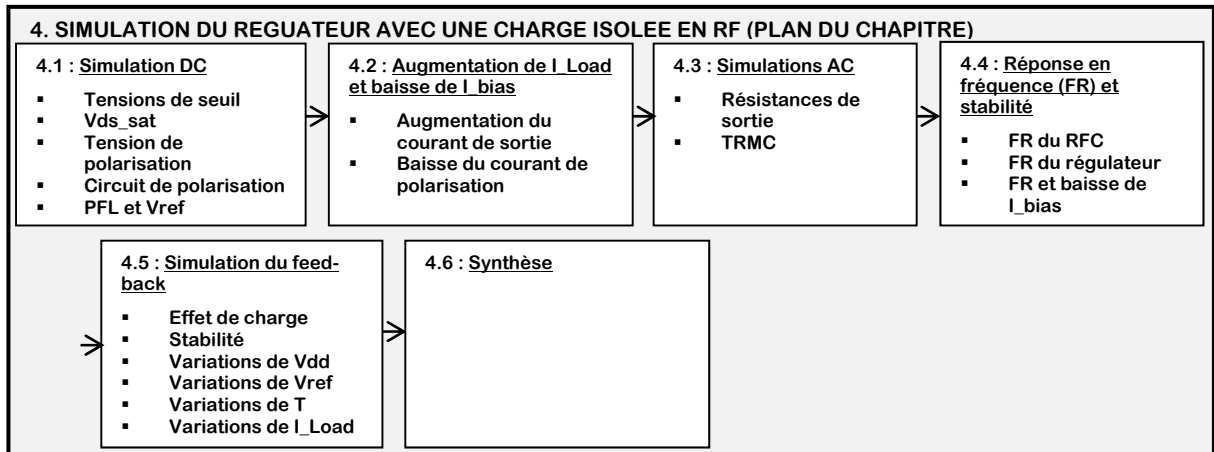 4. SIMULATION DU REGUATEUR AVEC UNE CHARGE ISOLEE EN RF (PLAN DU CHAPITRE)
4.1 : Simulation DC
▪ Tensions de seuil
▪ Vds_sat
▪ Tension de
polarisation
▪ Circuit de polarisation
▪ PFL et Vref
4.2 : Augmentation de I_Load
et baisse de I_bias
▪ Augmentation du
courant de sortie
▪ Baisse du courant de
polarisation
4.3 : Simulations AC
▪ Résistances de
sortie
▪ TRMC
4.4 : Réponse en
fréquence (FR) et
stabilité
▪ FR du RFC
▪ FR du régulateur
▪ FR et baisse de
I_bias
4.5 : Simulation du feed-
back
▪ Effet de charge
▪ Stabilité
▪ Variations de Vdd
▪ Variations de Vref
▪ Variations de T
▪ Variations de I_Load
4.6 : Synthèse